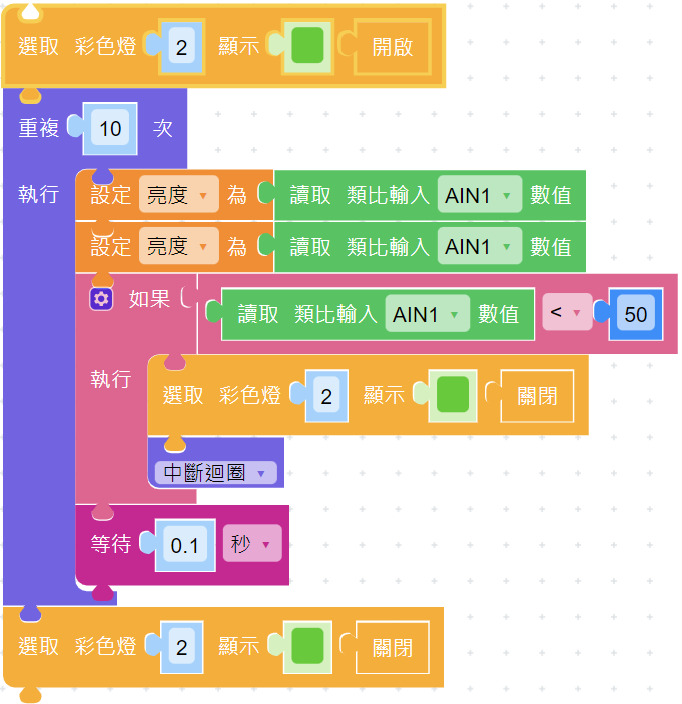 選取 彩色燈 2 顯示 開啟
重複 10 次
執行 設定 亮度 為 讀取 類比輸入 AIN1 數值
設定 亮度 為 讀取 類比輸入 AIN1 數值
如果 讀取 類比輸入 AIN1 數值 < 50
執行 選取 彩色燈 2 顯示 關閉
中斷迴圈
等待 0.1 秒
選取 彩色燈 2 顯示 關閉